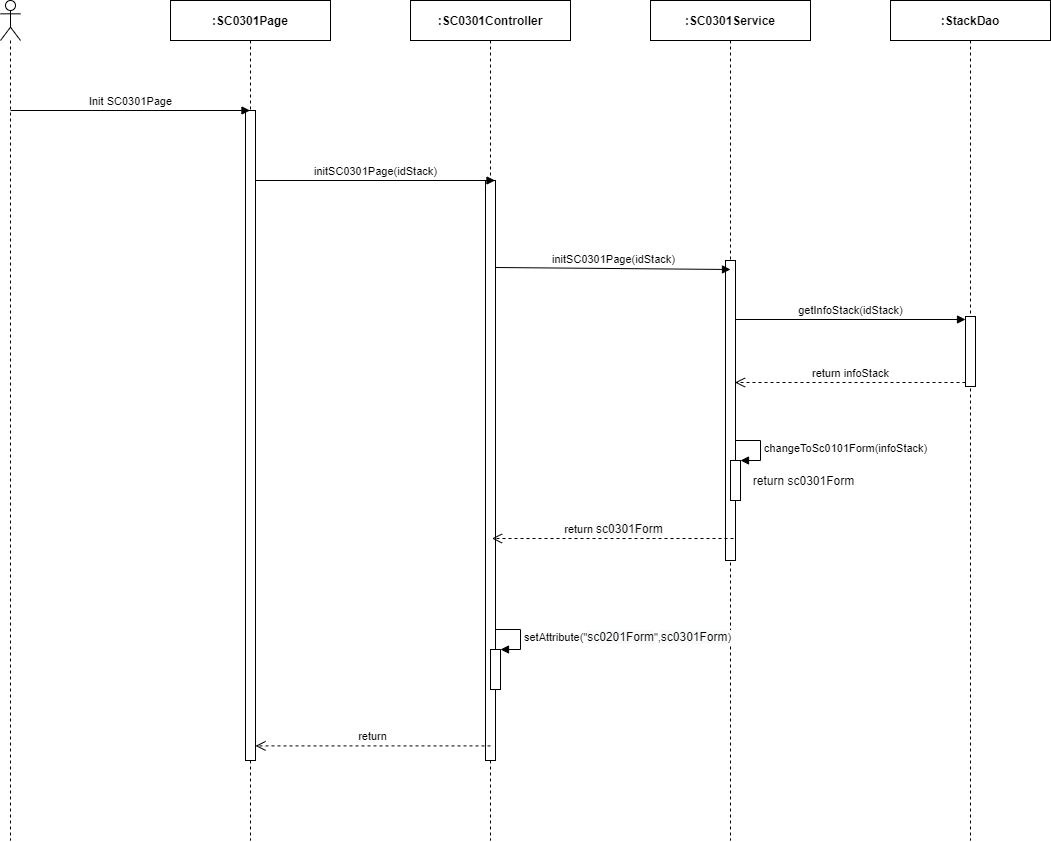 :SC0301Page
:SC0301Controller
:SC0301Service
:StackDao
Init SC0301Page
initSC0301Page(idStack)
initSC0301Page(idStack)
getInfoStack(idStack)
return infoStack
changeToSc0101Form(infoStack)
return sc0301Form
return sc0301Form
setAttribute("sc0201Form",sc0301Form)
return